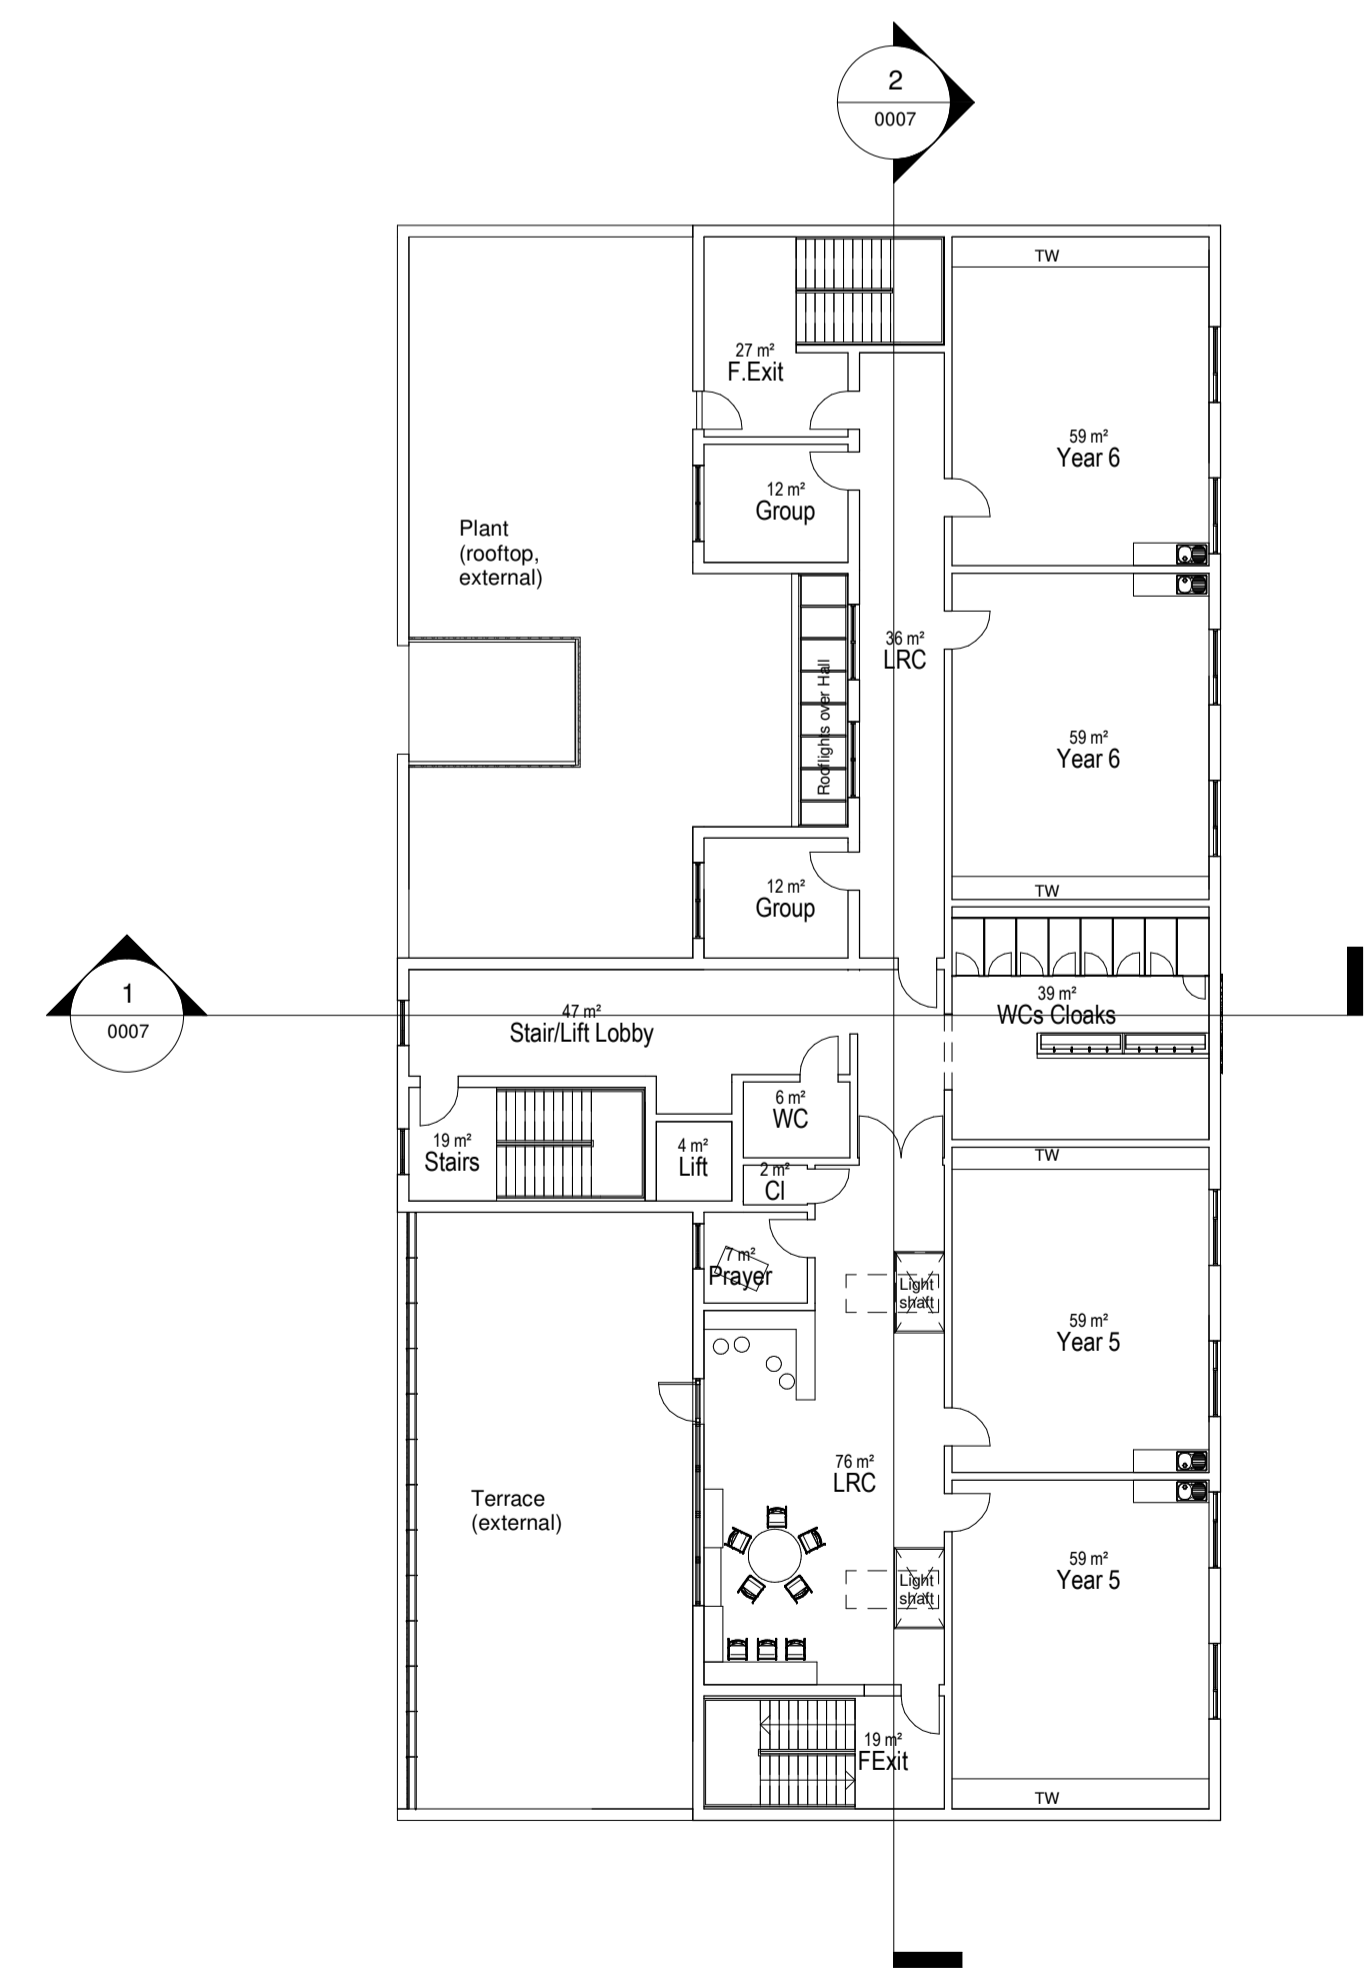 2
0007
TW
27 m²
F.Exit
59 m²
Year 6
12 m²
Group
Plant
(rooftop,
external)
36 m²
LRC
Rooflights over Hall
59 m²
Year 6
TW
12 m²
Group
1
0007
47 m²
Stair/Lift Lobby
39 m²
WCs Cloaks
6 m²
WC
19 m²
Stairs
4 m²
Lift
2 m²
Cl
TW
7 m²
Prayer
Light
shaft
59 m²
Year 5
76 m²
LRC
Terrace
(external)
Light
shaft
59 m²
Year 5
19 m²
FExit
TW